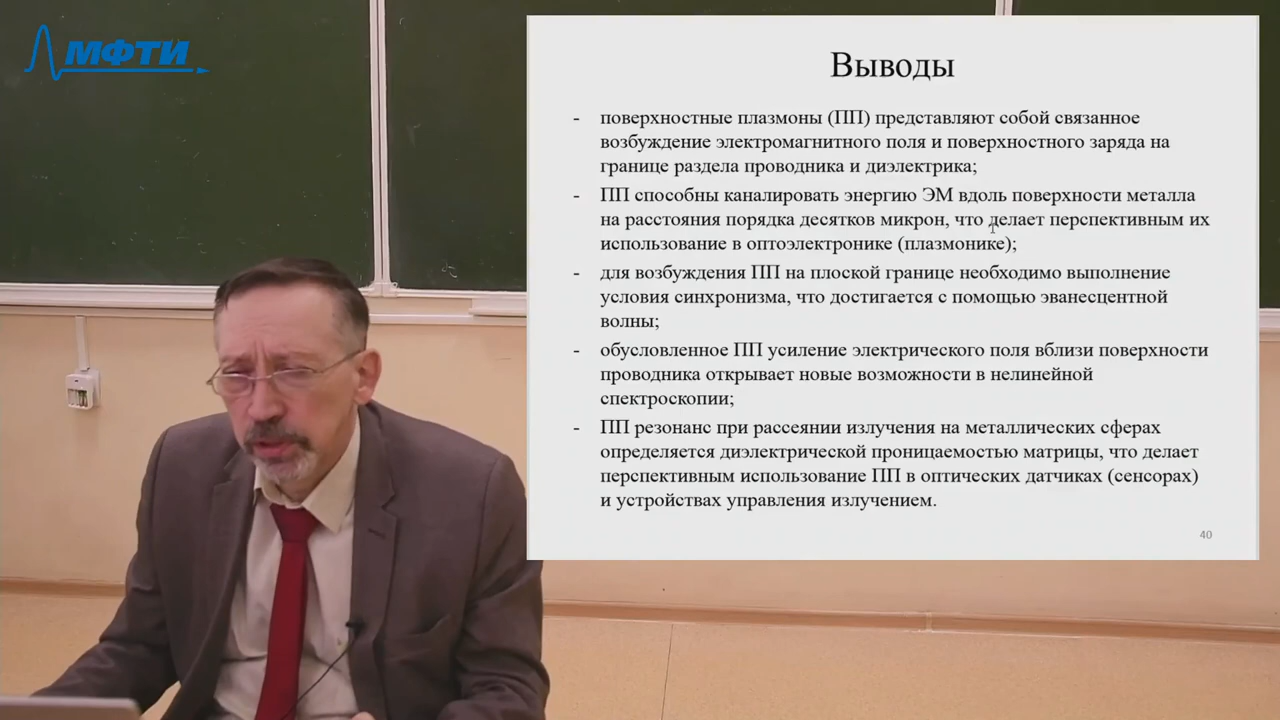 МФТИ
Выводы
- поверхностные плазмоны (ПП) представляют собой связанное
возбуждение электромагнитного поля и поверхностного заряда на
границе раздела проводника и диэлектрика;
- ПП способны каналировать энергию ЭМ вдоль поверхности металла
на расстояния порядка десятков микрон, что делает перспективным их
использование в оптоэлектронике (плазмонике);
- для возбуждения ПП на плоской границе необходимо выполнение
условия синхронизма, что достигается с помощью эванесцентной
волны;
- обусловленное ПП усиление электрического поля вблизи поверхности
проводника открывает новые возможности в нелинейной
спектроскопии;
- ПП резонанс при рассеянии излучения на металлических сферах
определяется диэлектрической проницаемостью матрицы, что делает
перспективным использование ПП в оптических датчиках (сенсорах)
и устройствах управления излучением.
40